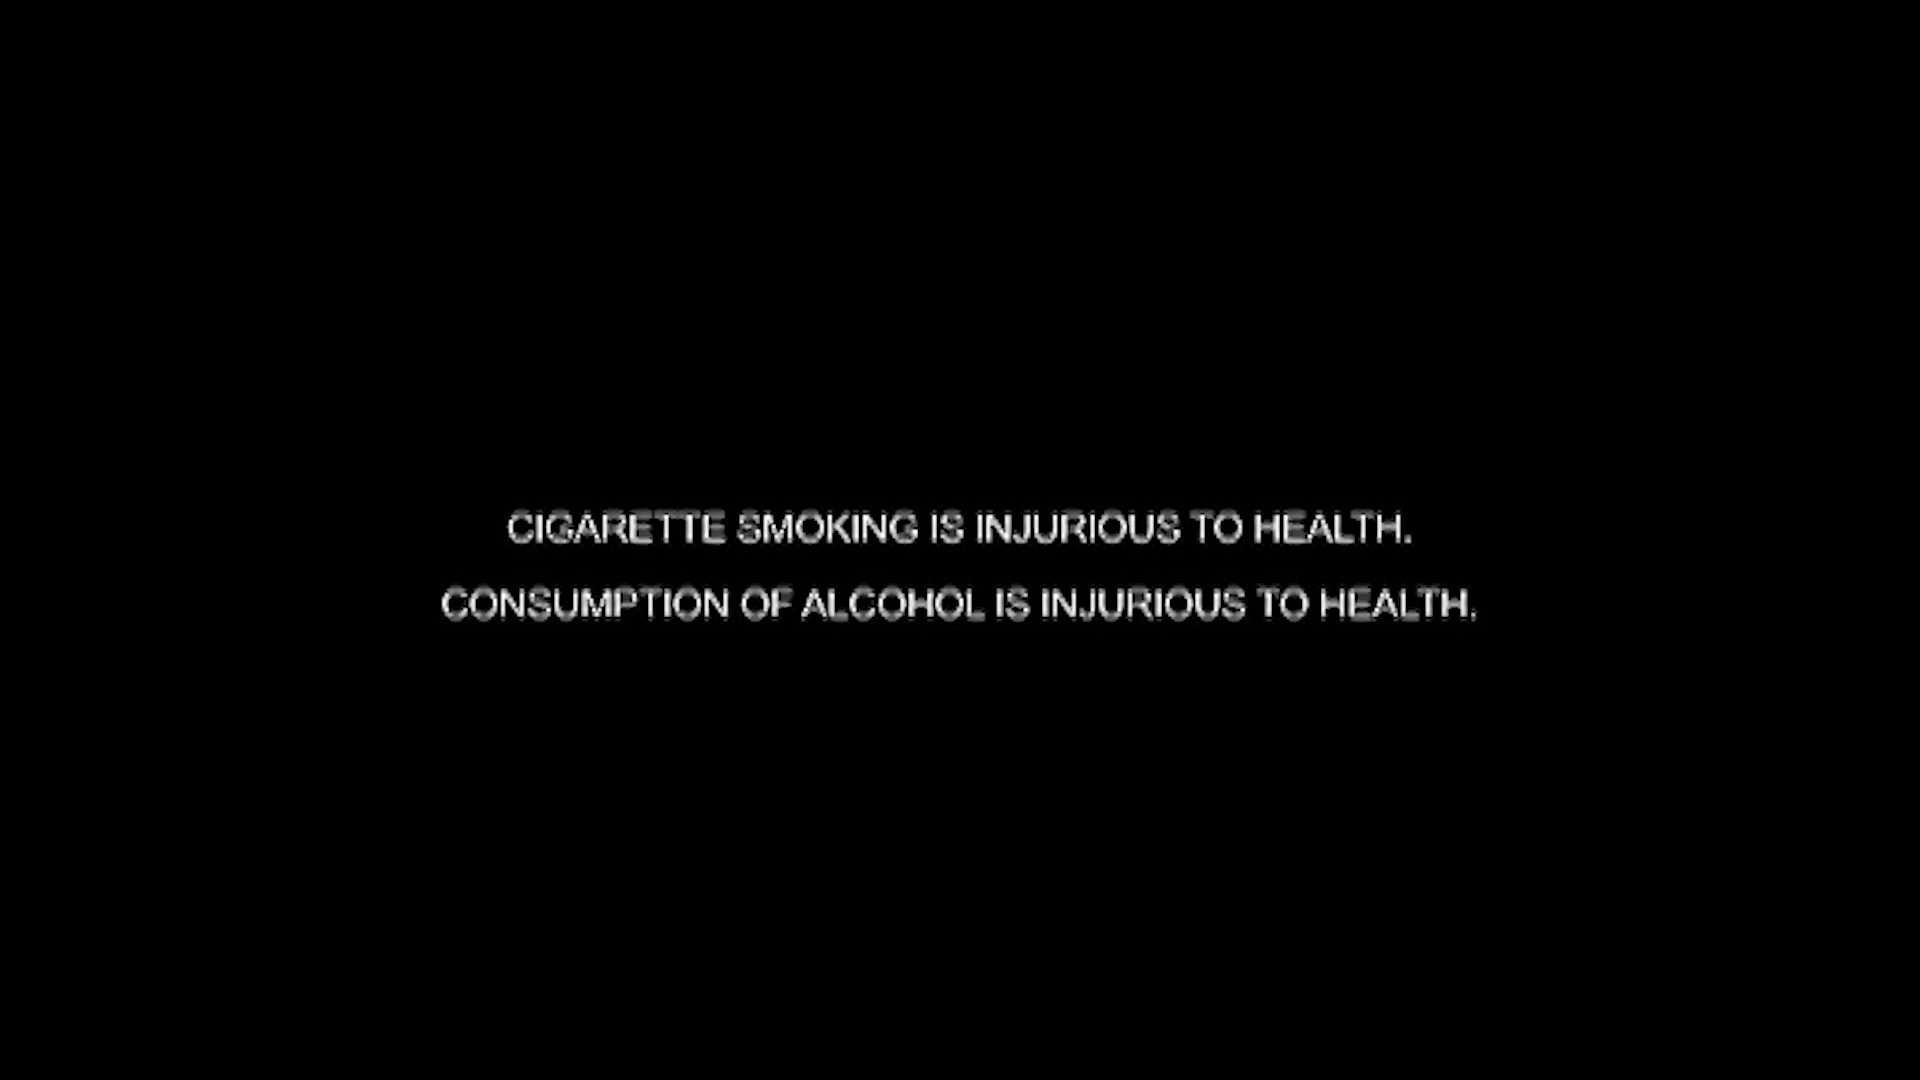 CIGARETTE SMOKING IS INJURIOUS TO HEALTH.
CONSUMPTION OF ALCOHOL IS INJURIOUS TO HEALTH.